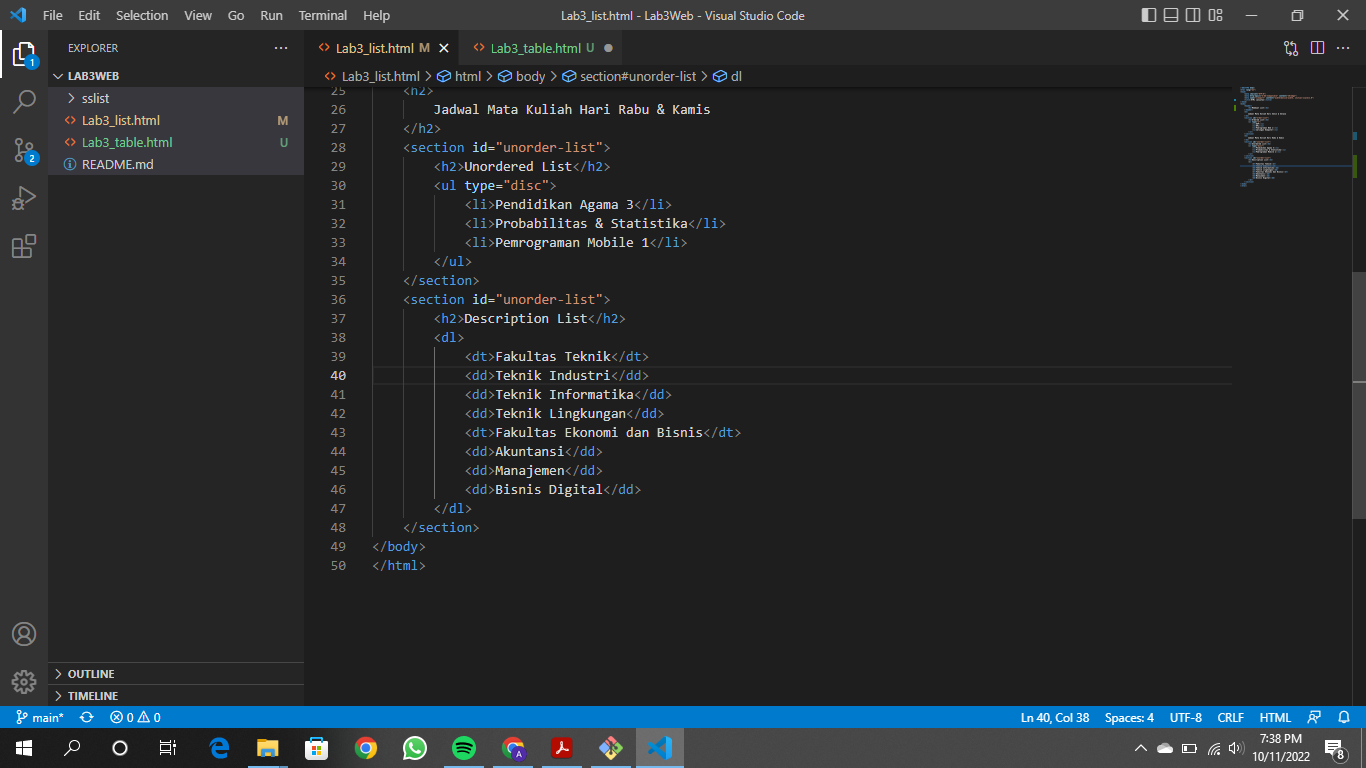 File Edit Selection View Go Run Terminal Help Lab3_list.html - Lab3Web - Visual Studio Code
EXPLORER
LAB3WEB
sslist
Lab3_list.html M
Lab3_table.html U
README.md
OUTLINE
TIMELINE
1
2
Lab3_list.html M Lab3_table.html U
Lab3_list.html > html > body > section#unorder-list > dl
25 <h2>
26 Jadwal Mata Kuliah Hari Rabu & Kamis
27 </h2>
28 <section id="unorder-list">
29 <h2>Unordered List</h2>
30 <ul type="disc">
31 <li>Pendidikan Agama 3</li>
32 <li>Probabilitas & Statistika</li>
33 <li>Pemrograman Mobile 1</li>
34 </ul>
35 </section>
36 <section id="unorder-list">
37 <h2>Description List</h2>
38 <dl>
39 <dt>Fakultas Teknik</dt>
40 <dd>Teknik Industri</dd>
41 <dd>Teknik Informatika</dd>
42 <dd>Teknik Lingkungan</dd>
43 <dt>Fakultas Ekonomi dan Bisnis</dt>
44 <dd>Akuntansi</dd>
45 <dd>Manajemen</dd>
46 <dd>Bisnis Digital</dd>
47 </dl>
48 </section>
49 </body>
50 </html>
main* 0 0 Ln 40, Col 38 Spaces: 4 UTF-8 CRLF HTML
7:38 PM
10/11/2022
8
A